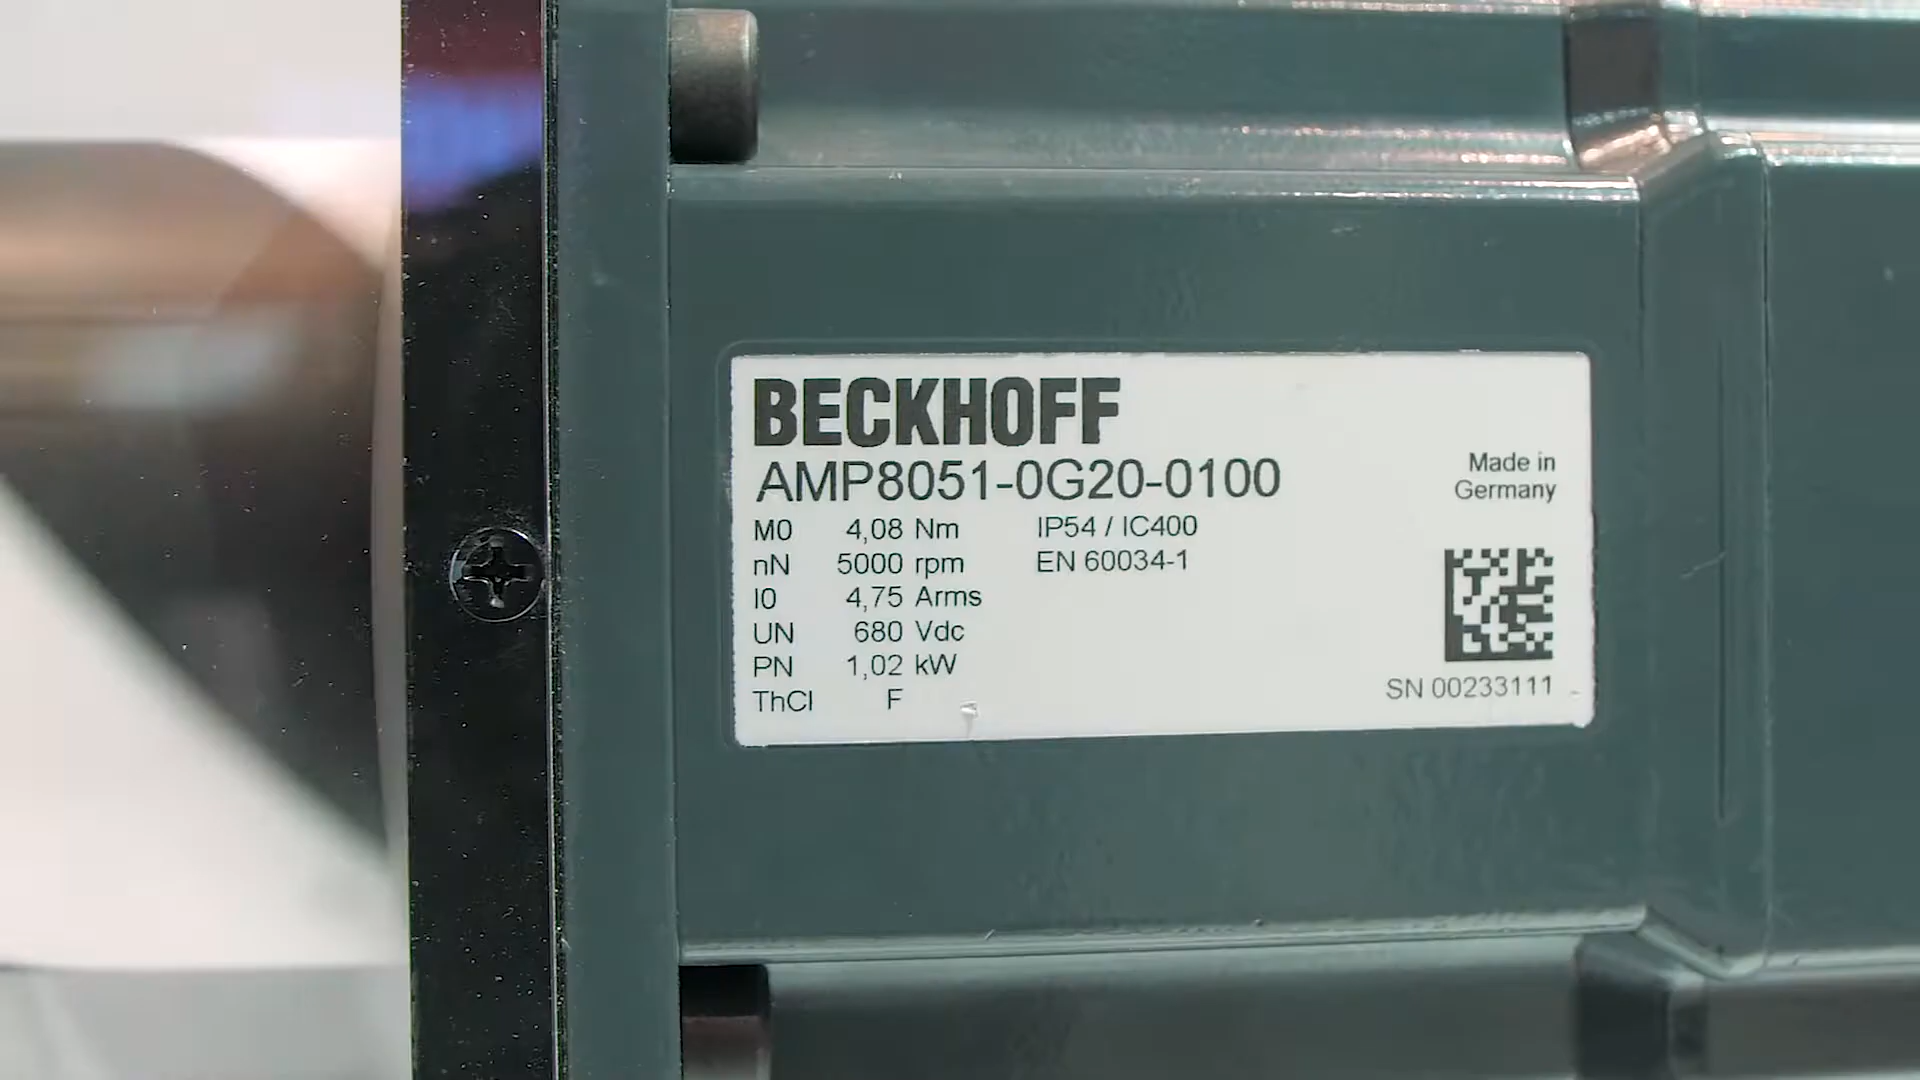 BECKHOFF
AMP8051-0G20-0100
Made in
Germany
M0 4,08 Nm IP54 / IC400
nN 5000 rpm EN 60034-1
I0 4,75 Arms
UN 680 Vdc
PN 1,02 kW
ThCl F
SN 00233111